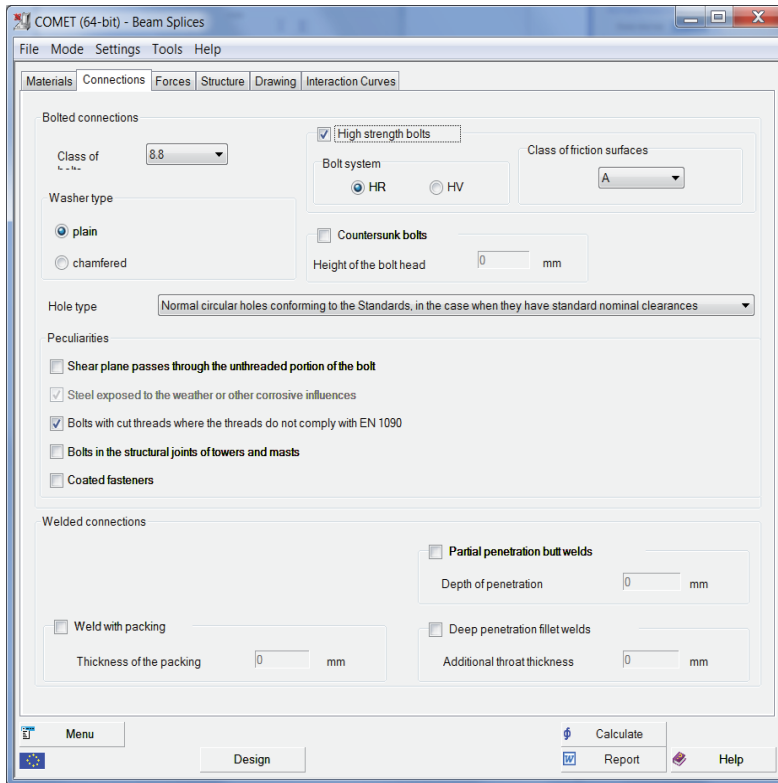 COMET (64-bit) - Beam Splices
File Mode Settings Tools Help
Materials Connections Forces Structure Drawing Interaction Curves
Bolted connections
High strength bolts
Class of
8.8
Class of friction surfaces
Bolt system
A
HR HV
Washer type
plain
Countersunk bolts
chamfered
Height of the bolt head 0 mm
Hole type Normal circular holes conforming to the Standards, in the case when they have standard nominal clearances
Peculiarities
Shear plane passes through the unthreaded portion of the bolt
Steel exposed to the weather or other corrosive influences
Bolts with cut threads where the threads do not comply with EN 1090
Bolts in the structural joints of towers and masts
Coated fasteners
Welded connections
Partial penetration butt welds
Depth of penetration 0 mm
Weld with packing
Deep penetration fillet welds
Thickness of the packing 0 mm
Additional throat thickness 0 mm
Menu
Calculate
Design
Report
Help